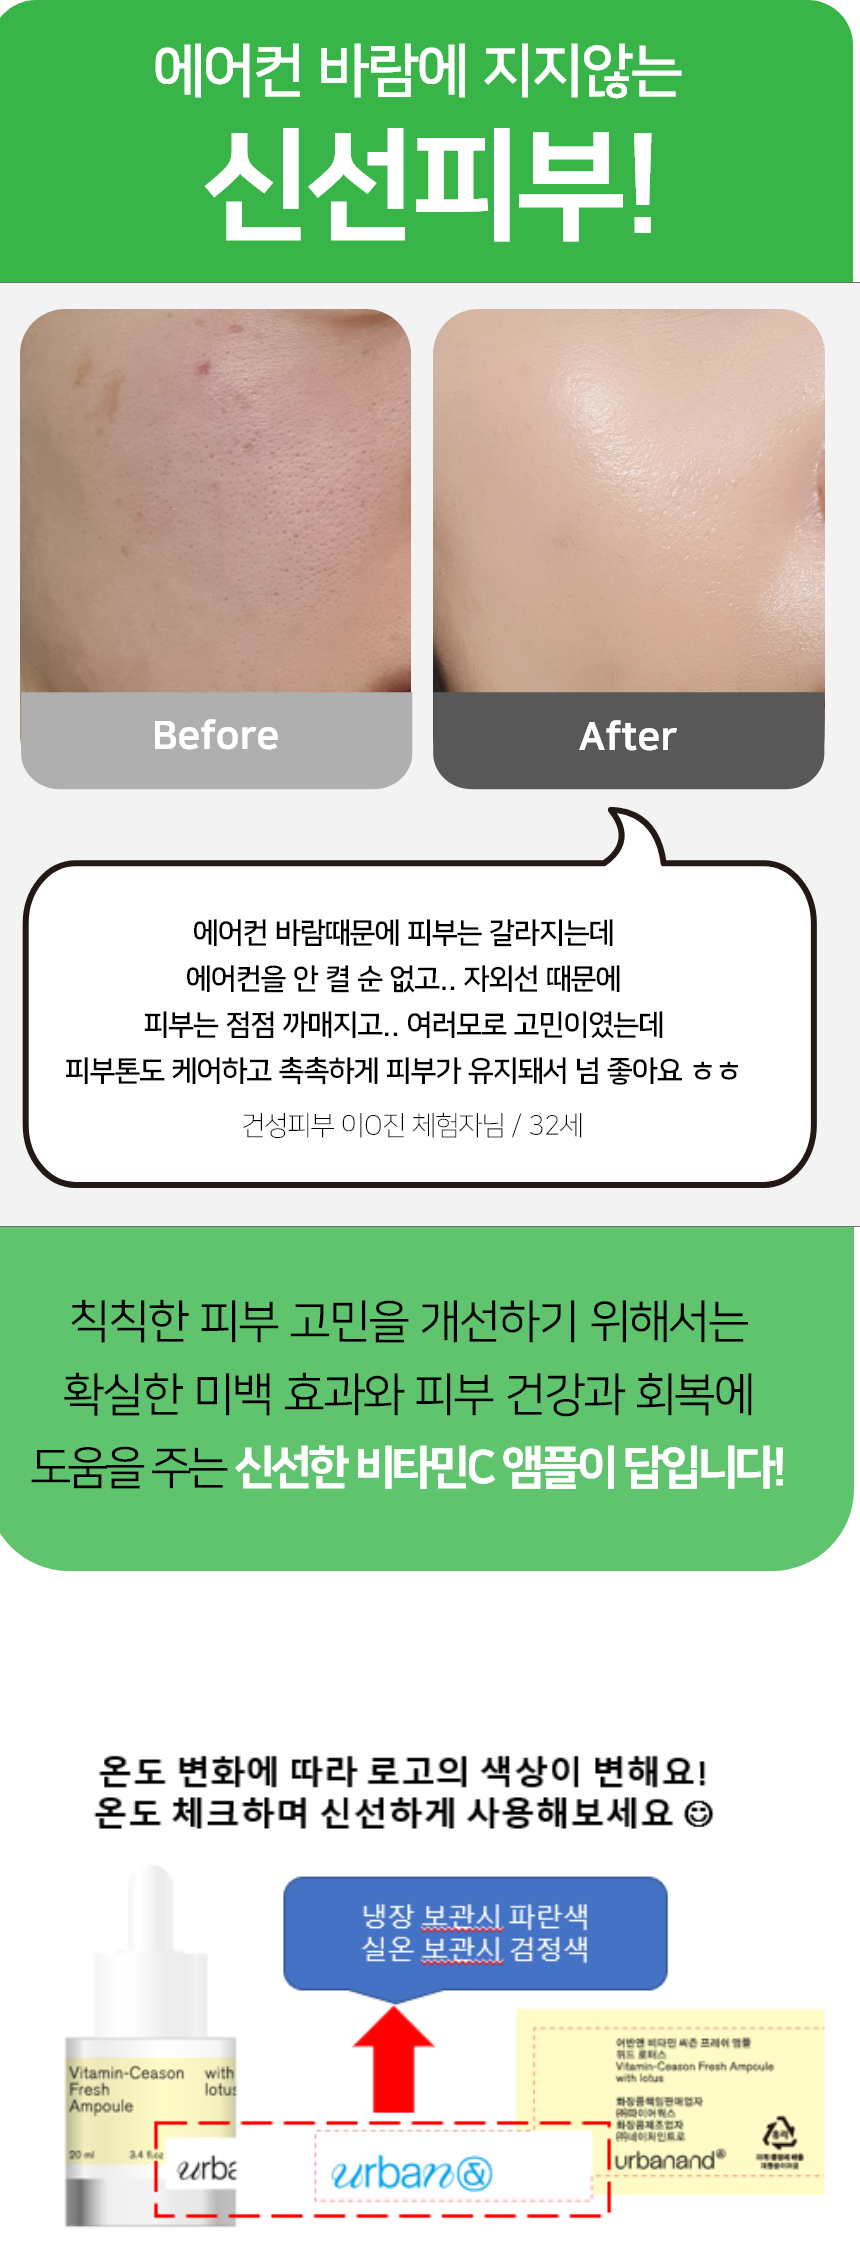 에어컨 바람에 지지않는
신선피부!
Before
After
에어컨 바람때문에 피부는 갈라지는데
에어컨을 안 켤 순 없고.. 자외선 때문에
피부는 점점 까매지고.. 여러모로 고민이였는데
피부톤도 케어하고 촉촉하게 피부가 유지돼서 넘 좋아요 ㅎㅎ
건성피부 이O진 체험자님 / 32세
칙칙한 피부 고민을 개선하기 위해서는
확실한 미백 효과와 피부 건강과 회복에
도움을 주는 신선한 비타민C 앰플이 답입니다!
온도 변화에 따라 로고의 색상이 변해요!
온도 체크하며 신선하게 사용해보세요 😊
냉장 보관시 파란색
실온 보관시 검정색
Vitamin-Ceason with
Fresh lotus
Ampoule
20 ml 3.4 fl.oz
urba
urban&
어반앤 비타민 씨즌 프레쉬 앰플
위드 로터스
Vitamin-Ceason Fresh Ampoule
with lotus
화장품책임판매업자
화장품제조업자
㈜네이처인트로
urbanand&